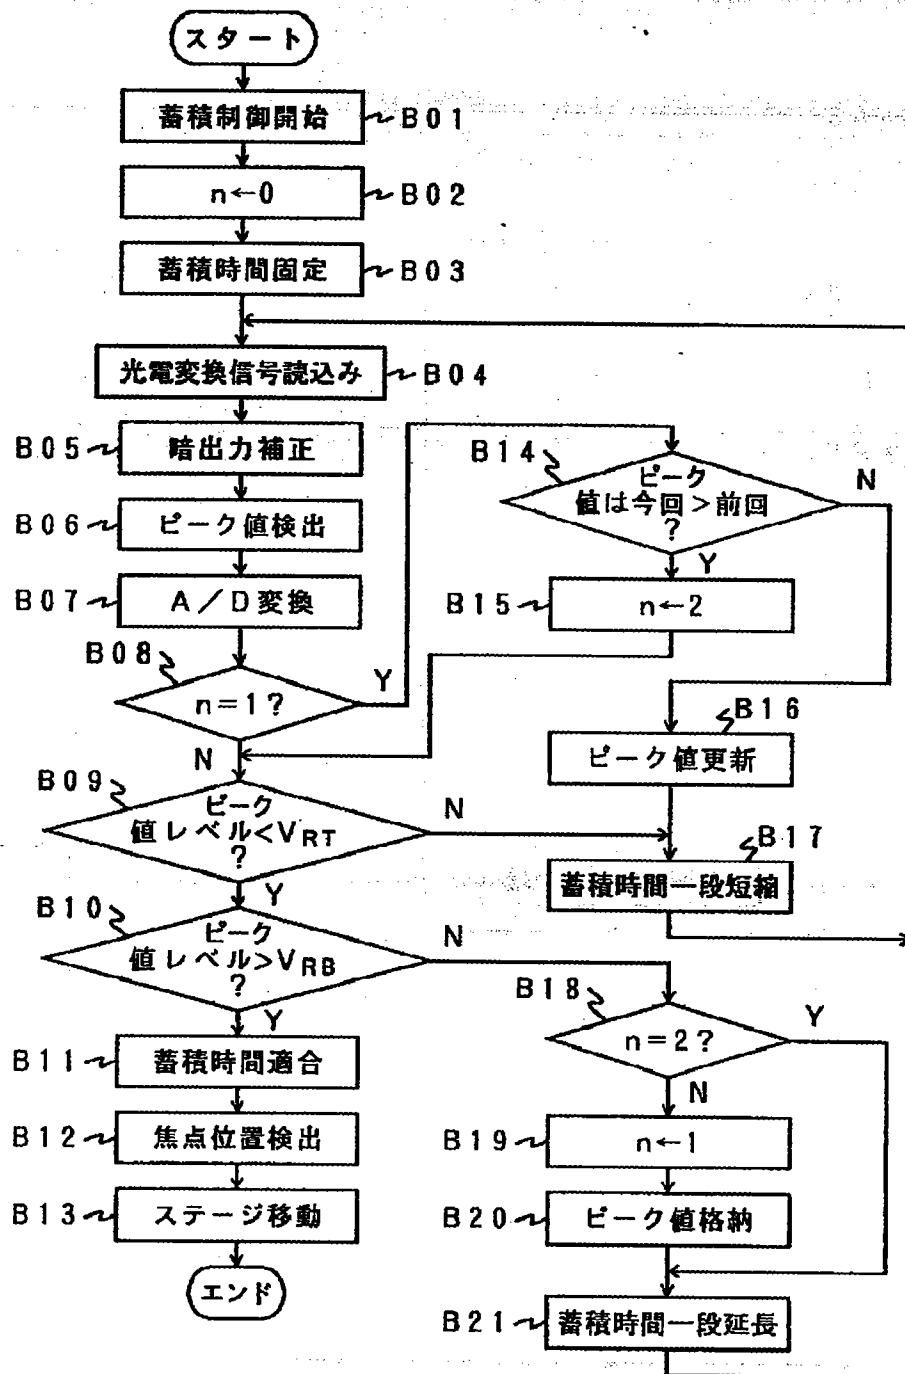 スタート
蓄積制御開始 B01
n←0 B02
蓄積時間固定 B03
光電変換信号読込み B04
B05 暗出力補正
B06 ピーク値検出
B07 A／D変換
B08
n=1?
Y
N
B09
ピーク
値レベル<VRT
?
N
Y
B10
ピーク
値レベル>VRB
?
N
Y
B11 蓄積時間適合
B12 焦点位置検出
B13 ステージ移動
エンド
B14
ピーク
値は今回>前回
?
N
Y
B15 n←2
B16
ピーク値更新
B17
蓄積時間一段短縮
B18
n=2?
Y
N
B19 n←1
B20 ピーク値格納
B21 蓄積時間一段延長